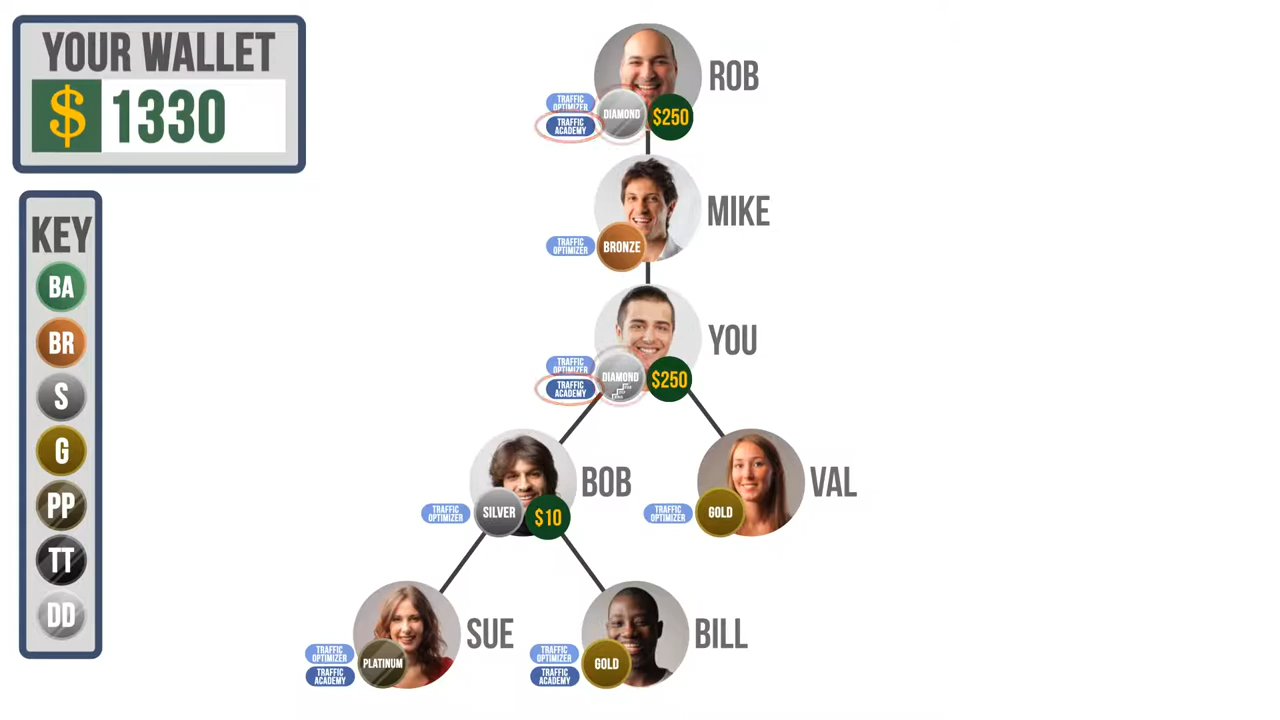 YOUR WALLET
$ 1330
KEY
BA
BR
S
G
PP
TT
DD
ROB
TRAFFIC
OPTIMIZER
TRAFFIC
ACADEMY
DIAMOND
$250
MIKE
TRAFFIC
OPTIMIZER
BRONZE
YOU
TRAFFIC
OPTIMIZER
TRAFFIC
ACADEMY
DIAMOND
$250
BOB
TRAFFIC
OPTIMIZER
SILVER
$10
VAL
TRAFFIC
OPTIMIZER
GOLD
SUE
TRAFFIC
OPTIMIZER
TRAFFIC
ACADEMY
PLATINUM
BILL
TRAFFIC
OPTIMIZER
TRAFFIC
ACADEMY
GOLD